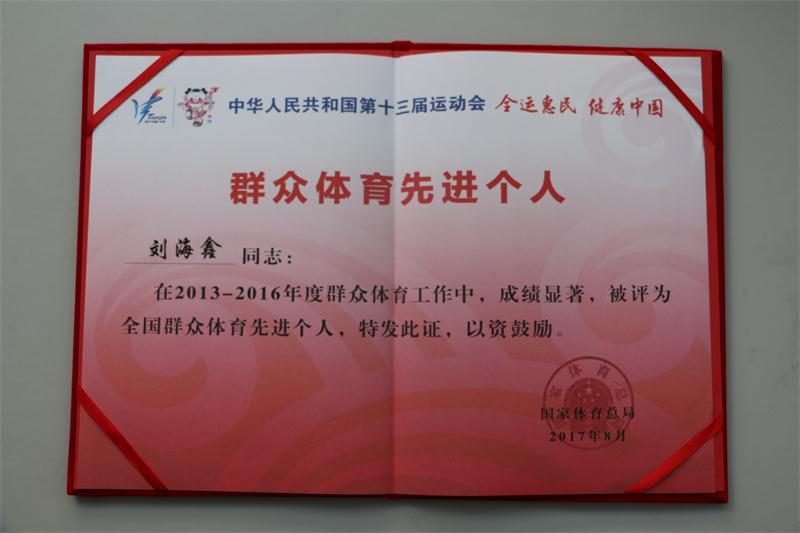 中华人民共和国第十三届运动会 全运惠民 健康中国
群众体育先进个人
刘海鑫 同志：
在2013-2016年度群众体育工作中，成绩显著，被评为
全国群众体育先进个人，特发此证，以资鼓励。
国家体育总局
2017年8月